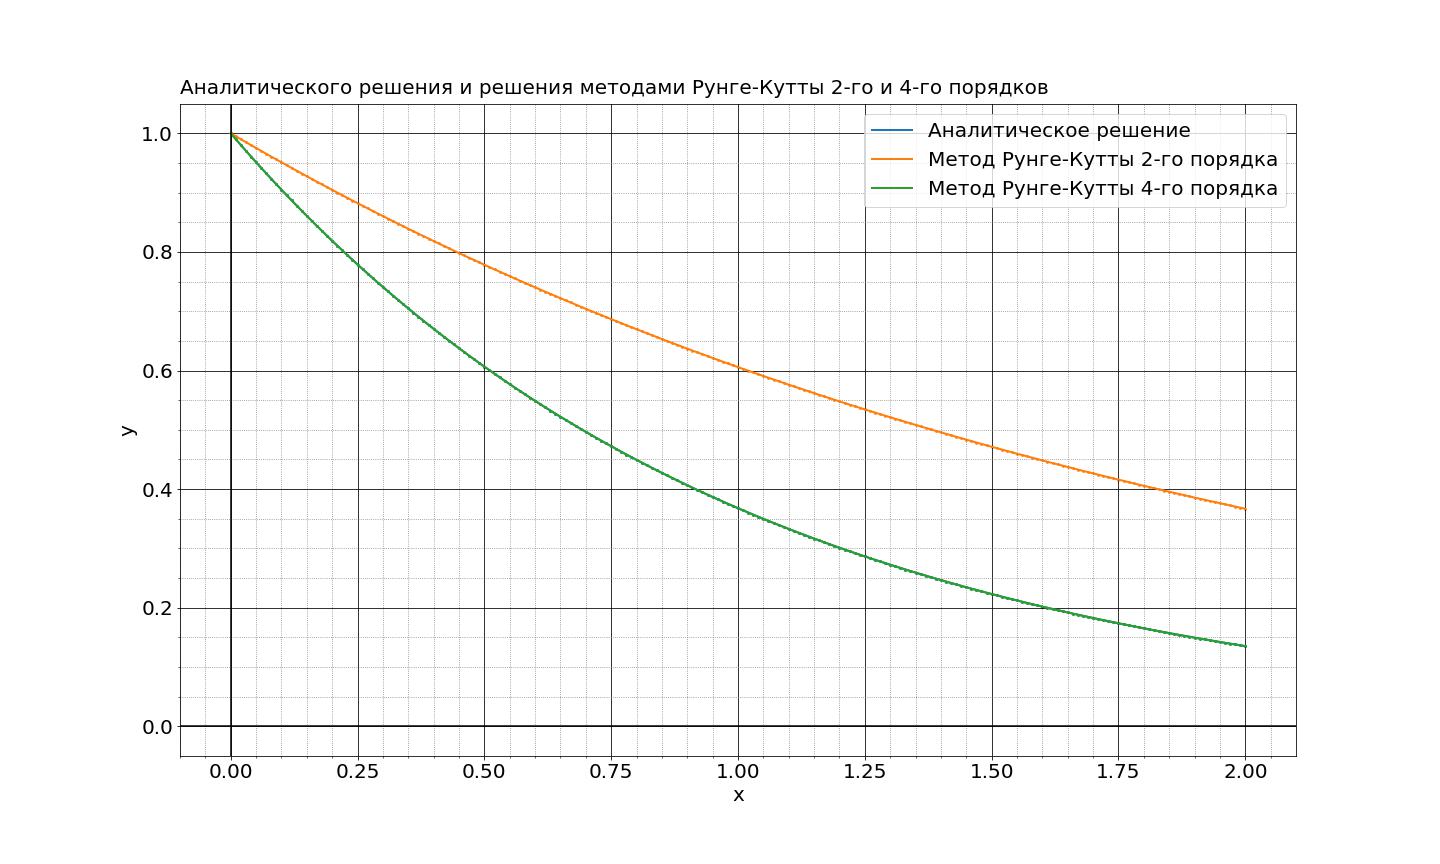 Аналитического решения и решения методами Рунге-Кутты 2-го и 4-го порядков
Аналитическое решение
Метод Рунге-Кутты 2-го порядка
Метод Рунге-Кутты 4-го порядка
1.0
0.8
0.6
0.4
0.2
0.0
y
0.00 0.25 0.50 0.75 1.00 1.25 1.50 1.75 2.00
x